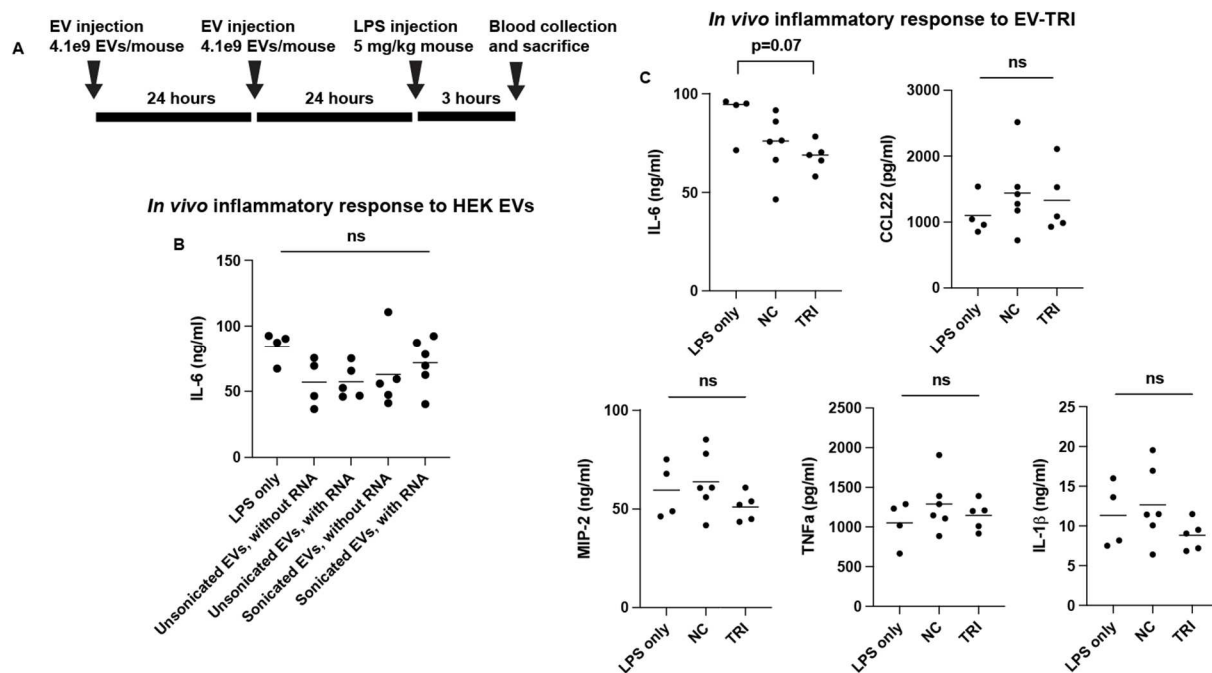 A
EV injection
4.1e9 EVs/mouse
EV injection
4.1e9 EVs/mouse
LPS injection
5 mg/kg mouse
Blood collection
and sacrifice
24 hours
24 hours
3 hours
In vivo inflammatory response to HEK EVs
B
ns
IL-6 (ng/ml)
150
100
50
0
LPS only
Unsonicated EVs, without RNA
Unsonicated EVs, with RNA
Sonicated EVs, without RNA
Sonicated EVs, with RNA
In vivo inflammatory response to EV-TRI
C
p=0.07
IL-6 (ng/ml)
100
50
0
LPS only
NC
TRI
ns
CCL22 (pg/ml)
3000
2000
1000
0
LPS only
NC
TRI
ns
MIP-2 (ng/ml)
100
50
0
LPS only
NC
TRI
ns
TNFa (pg/ml)
2500
2000
1500
1000
500
0
LPS only
NC
TRI
ns
IL-1β (ng/ml)
25
20
15
10
5
0
LPS only
NC
TRI